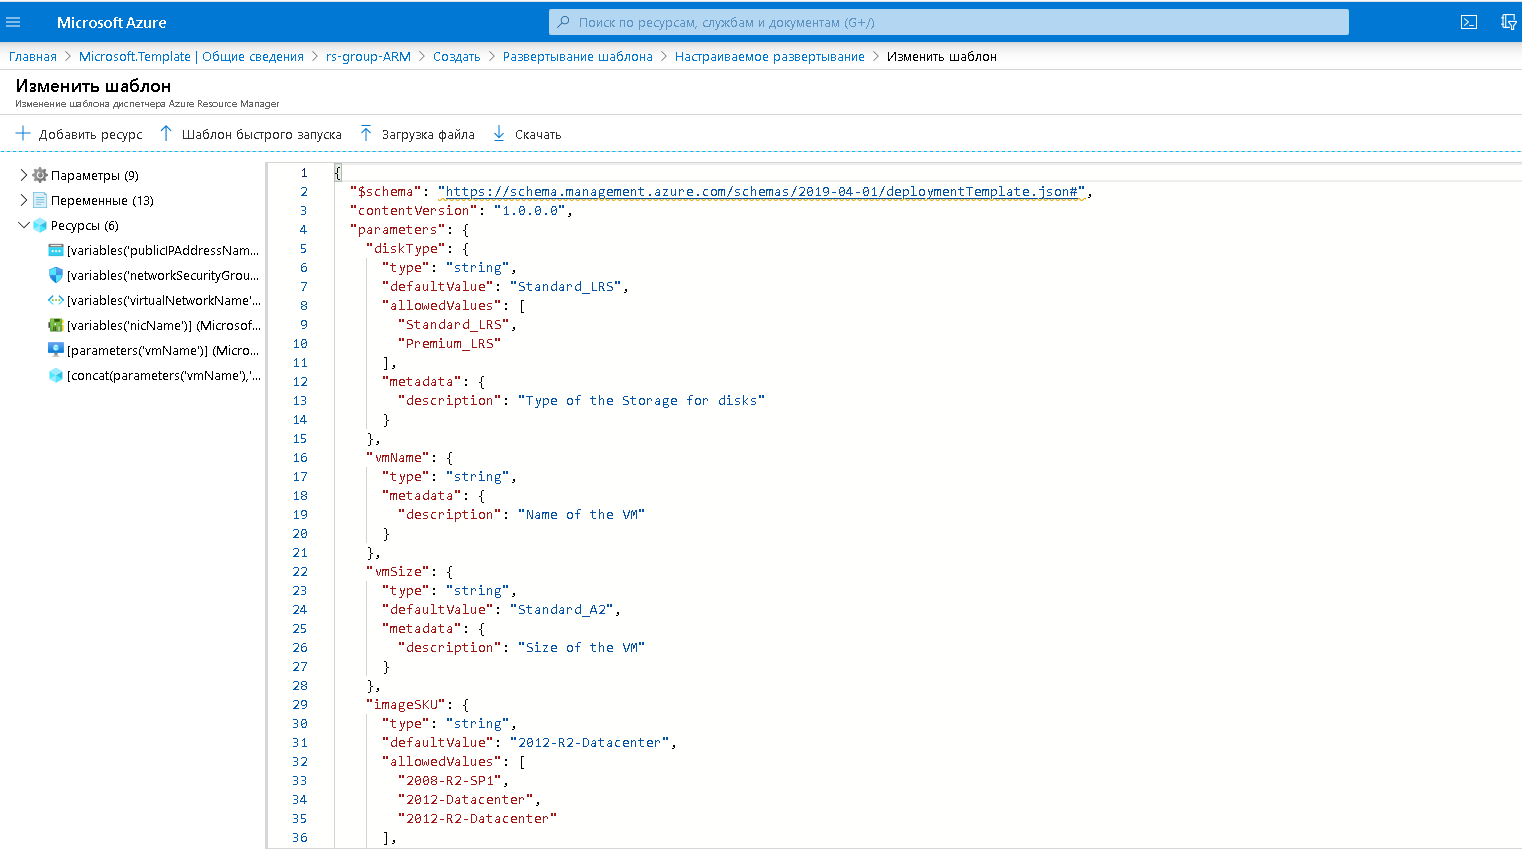 Microsoft Azure
Поиск по ресурсам, службам и документам (G+/)
Главная > Microsoft.Template | Общие сведения > rs-group-ARM > Создать > Развертывание шаблона > Настраиваемое развертывание > Изменить шаблон
Изменить шаблон
Изменение шаблона диспетчера Azure Resource Manager
Добавить ресурс Шаблон быстрого запуска Загрузка файла Скачать
Параметры (9)
Переменные (13)
Ресурсы (6)
[variables('publicIPAddressNam...
[variables('networkSecurityGrou...
[variables('virtualNetworkName'...
[variables('nicName')] (Microsof...
[parameters('vmName')] (Micro...
[concat(parameters('vmName'),'...
1 {
2 "$schema": "https://schema.management.azure.com/schemas/2019-04-01/deploymentTemplate.json#",
3 "contentVersion": "1.0.0.0",
4 "parameters": {
5 "diskType": {
6 "type": "string",
7 "defaultValue": "Standard_LRS",
8 "allowedValues": [
9 "Standard_LRS",
10 "Premium_LRS"
11 ],
12 "metadata": {
13 "description": "Type of the Storage for disks"
14 }
15 },
16 "vmName": {
17 "type": "string",
18 "metadata": {
19 "description": "Name of the VM"
20 }
21 },
22 "vmSize": {
23 "type": "string",
24 "defaultValue": "Standard_A2",
25 "metadata": {
26 "description": "Size of the VM"
27 }
28 },
29 "imageSKU": {
30 "type": "string",
31 "defaultValue": "2012-R2-Datacenter",
32 "allowedValues": [
33 "2008-R2-SP1",
34 "2012-Datacenter",
35 "2012-R2-Datacenter"
36 ],